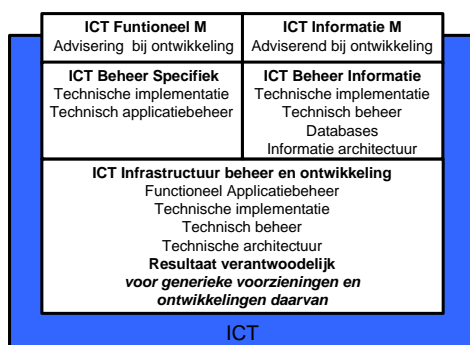 ICT Funtioneel M
Advisering bij ontwikkeling
ICT Informatie M
Adviserend bij ontwikkeling
ICT Beheer Specifiek
Technische implementatie
Technisch applicatiebeheer
ICT Beheer Informatie
Technische implementatie
Technisch beheer
Databases
Informatie architectuur
ICT Infrastructuur beheer en ontwikkeling
Functioneel Applicatiebeheer
Technische implementatie
Technisch beheer
Technische architectuur
Resultaat verantwoodelijk
voor generieke voorzieningen en
ontwikkelingen daarvan
ICT